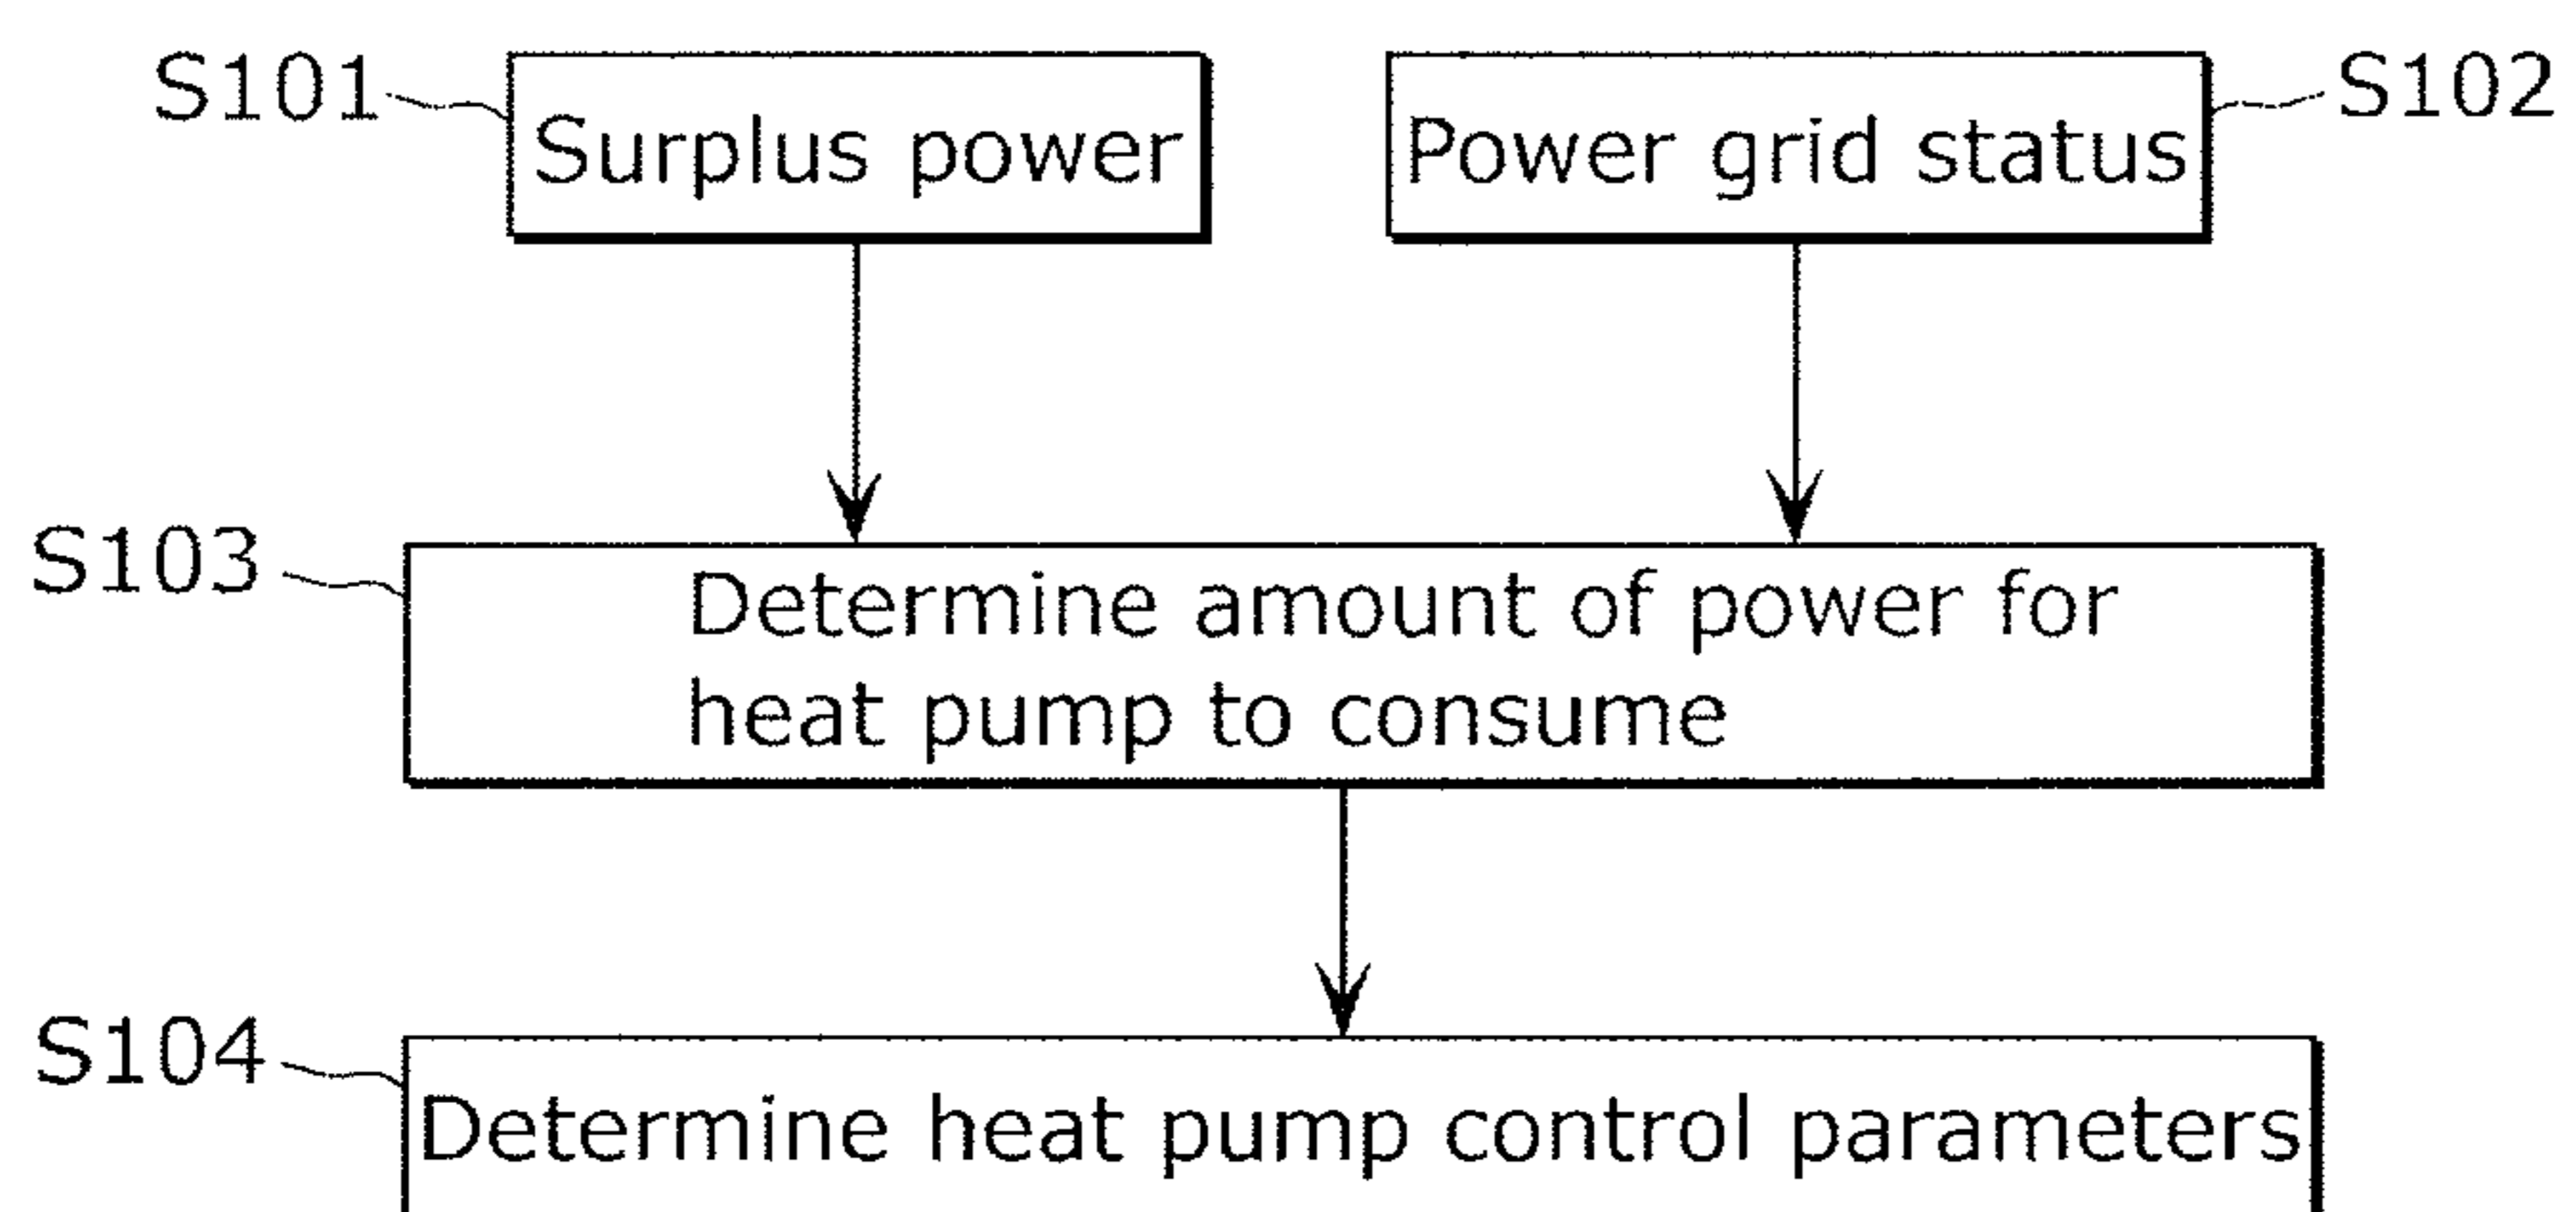 S101
Surplus power
Power grid status
S102
S103
Determine amount of power for
heat pump to consume
S104
Determine heat pump control parameters